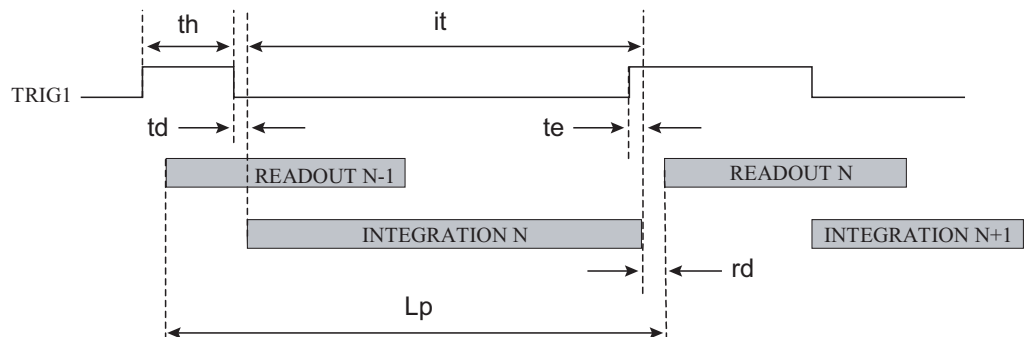 th
it
TRIG1
td
te
READOUT N-1
READOUT N
INTEGRATION N
INTEGRATION N+1
rd
Lp